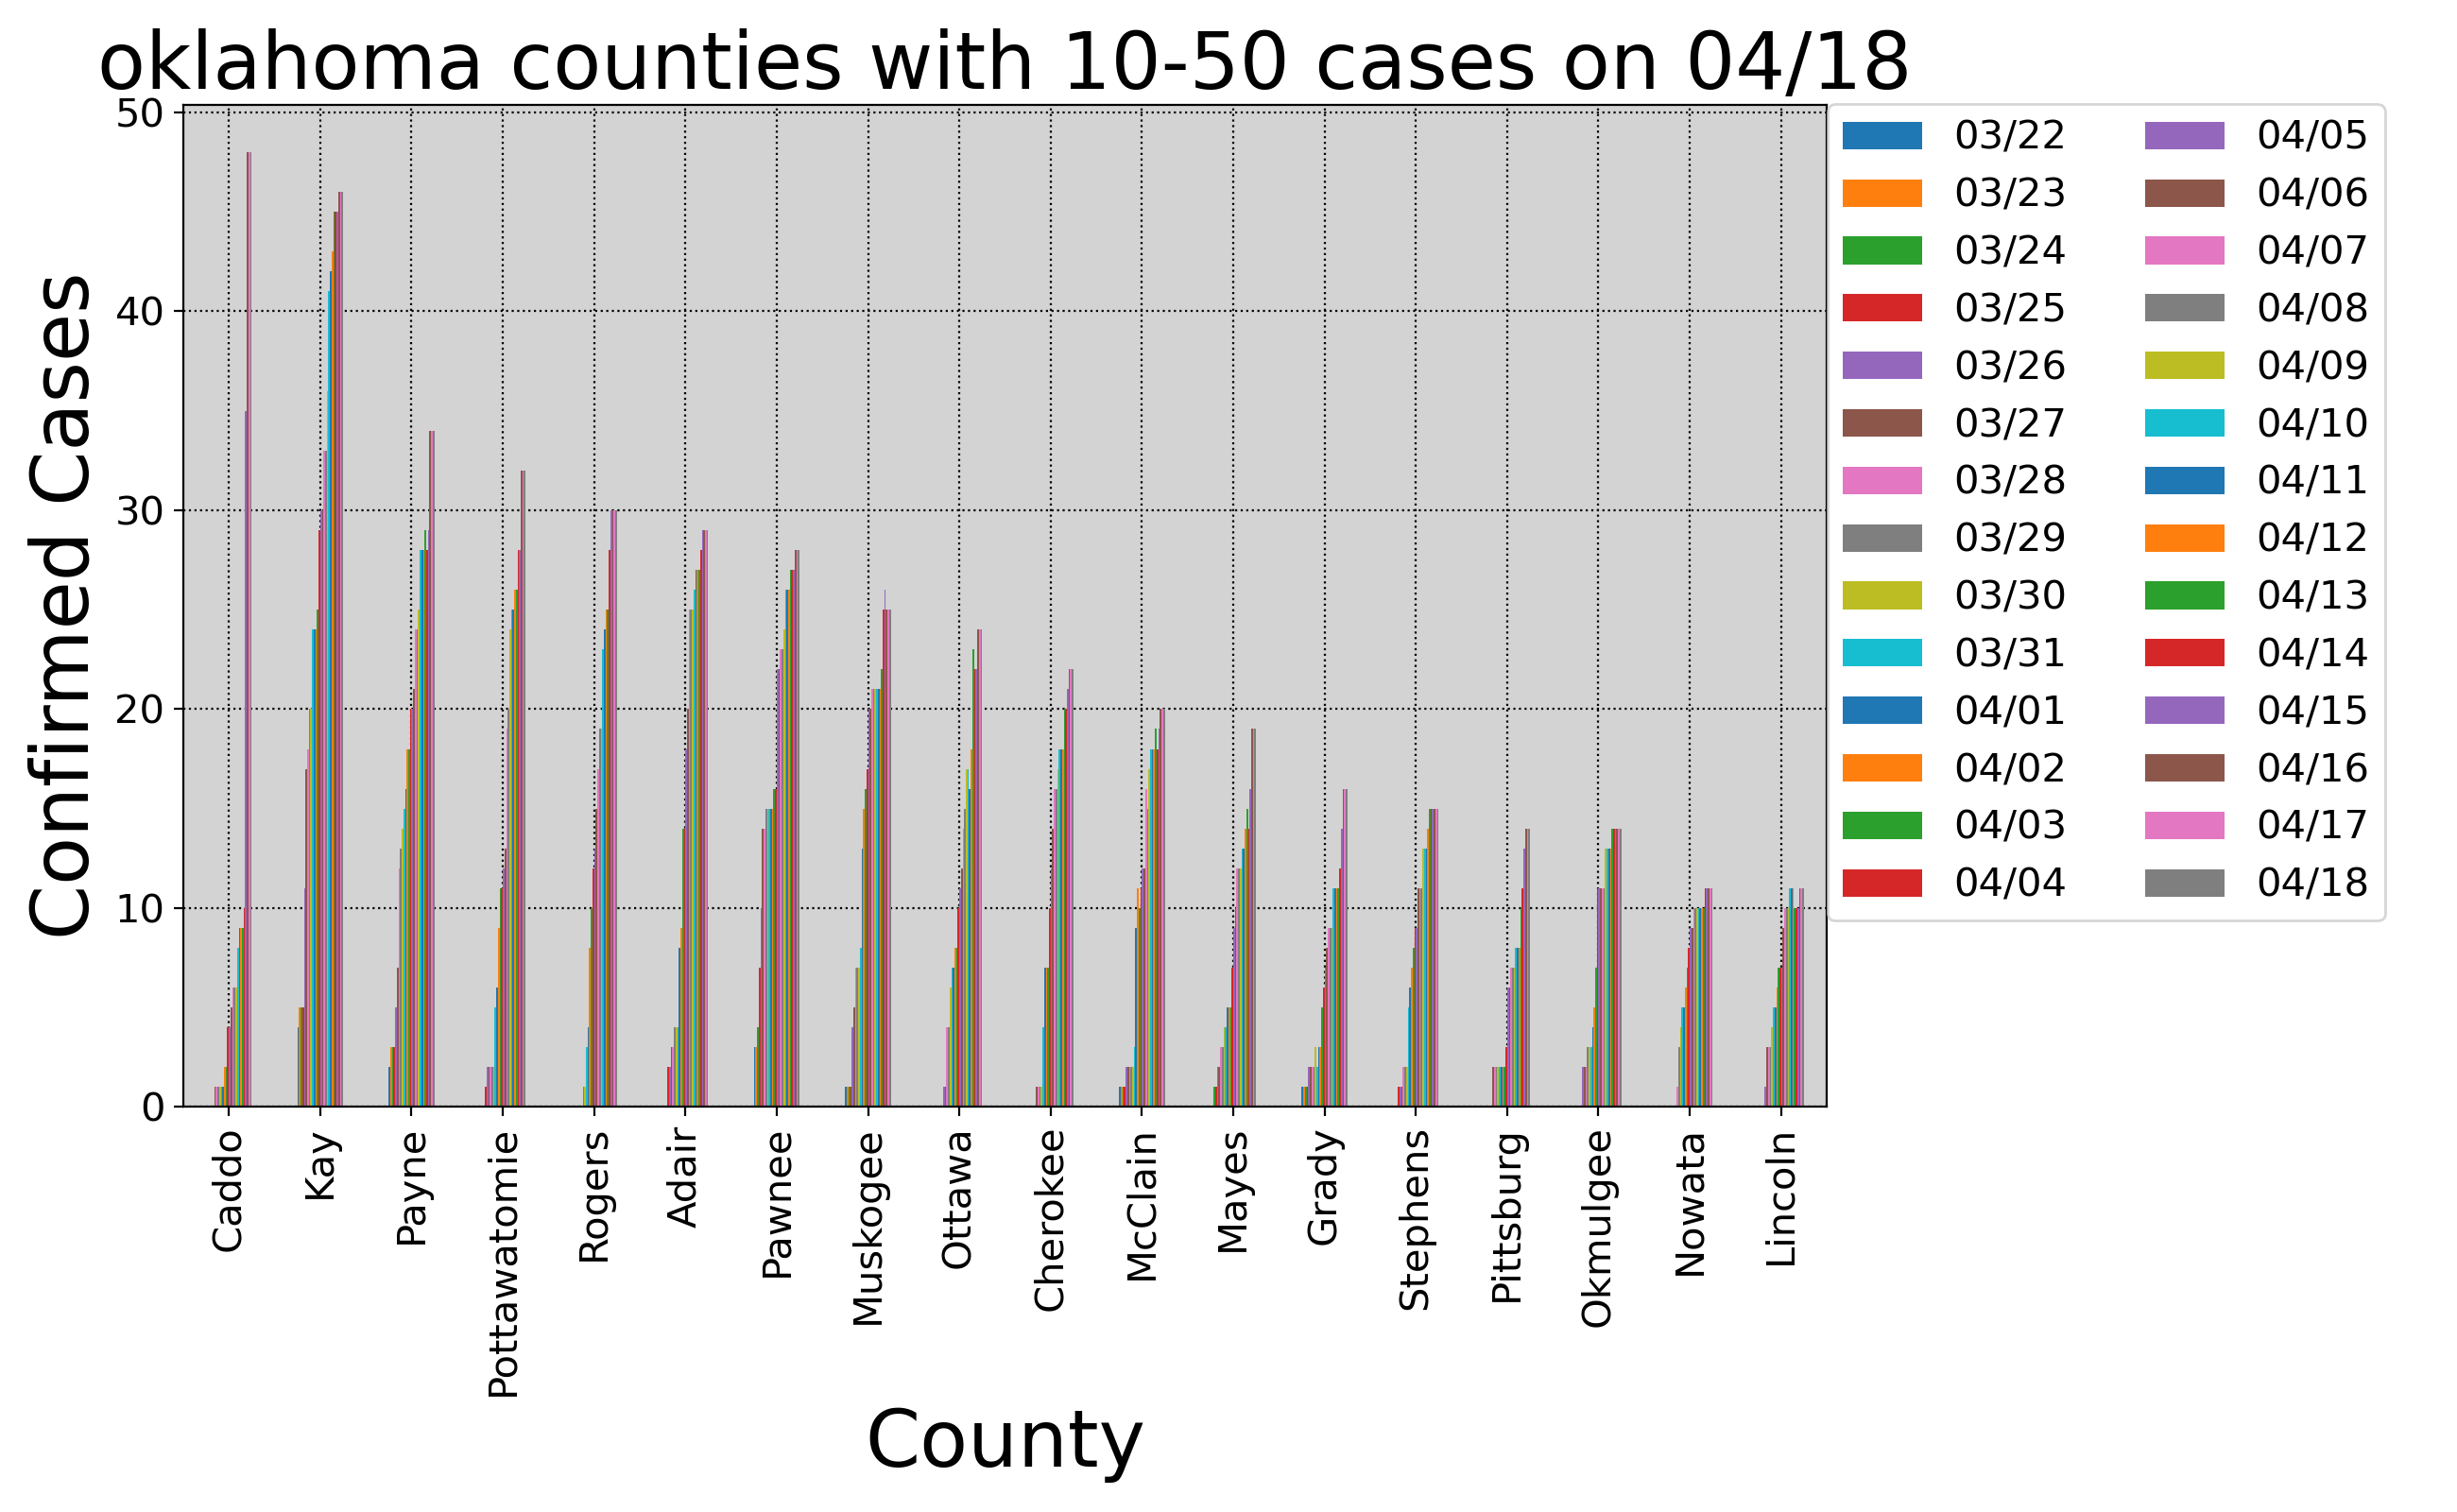 oklahoma counties with 10-50 cases on 04/18
Confirmed Cases
50
40
30
20
10
0
Caddo
Kay
Payne
Pottawatomie
Rogers
Adair
Pawnee
Muskogee
Ottawa
Cherokee
McClain
Mayes
Grady
Stephens
Pittsburg
Okmulgee
Nowata
Lincoln
County
03/22
03/23
03/24
03/25
03/26
03/27
03/28
03/29
03/30
03/31
04/01
04/02
04/03
04/04
04/05
04/06
04/07
04/08
04/09
04/10
04/11
04/12
04/13
04/14
04/15
04/16
04/17
04/18